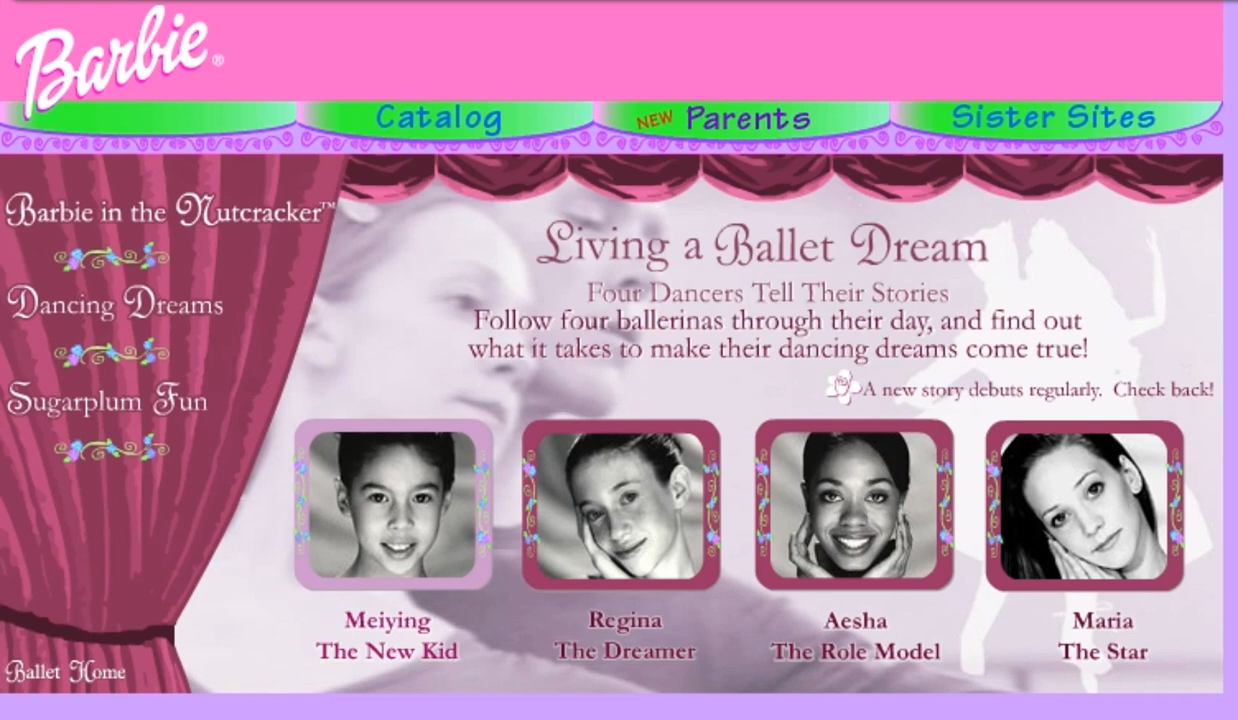 Barbie®
Catalog
NEW Parents
Sister Sites
Barbie in the Nutcracker™
Dancing Dreams
Sugarplum Fun
Ballet Home
Living a Ballet Dream
Four Dancers Tell Their Stories
Follow four ballerinas through their day, and find out
what it takes to make their dancing dreams come true!
A new story debuts regularly. Check back!
Meiying
The New Kid
Regina
The Dreamer
Aesha
The Role Model
Maria
The Star